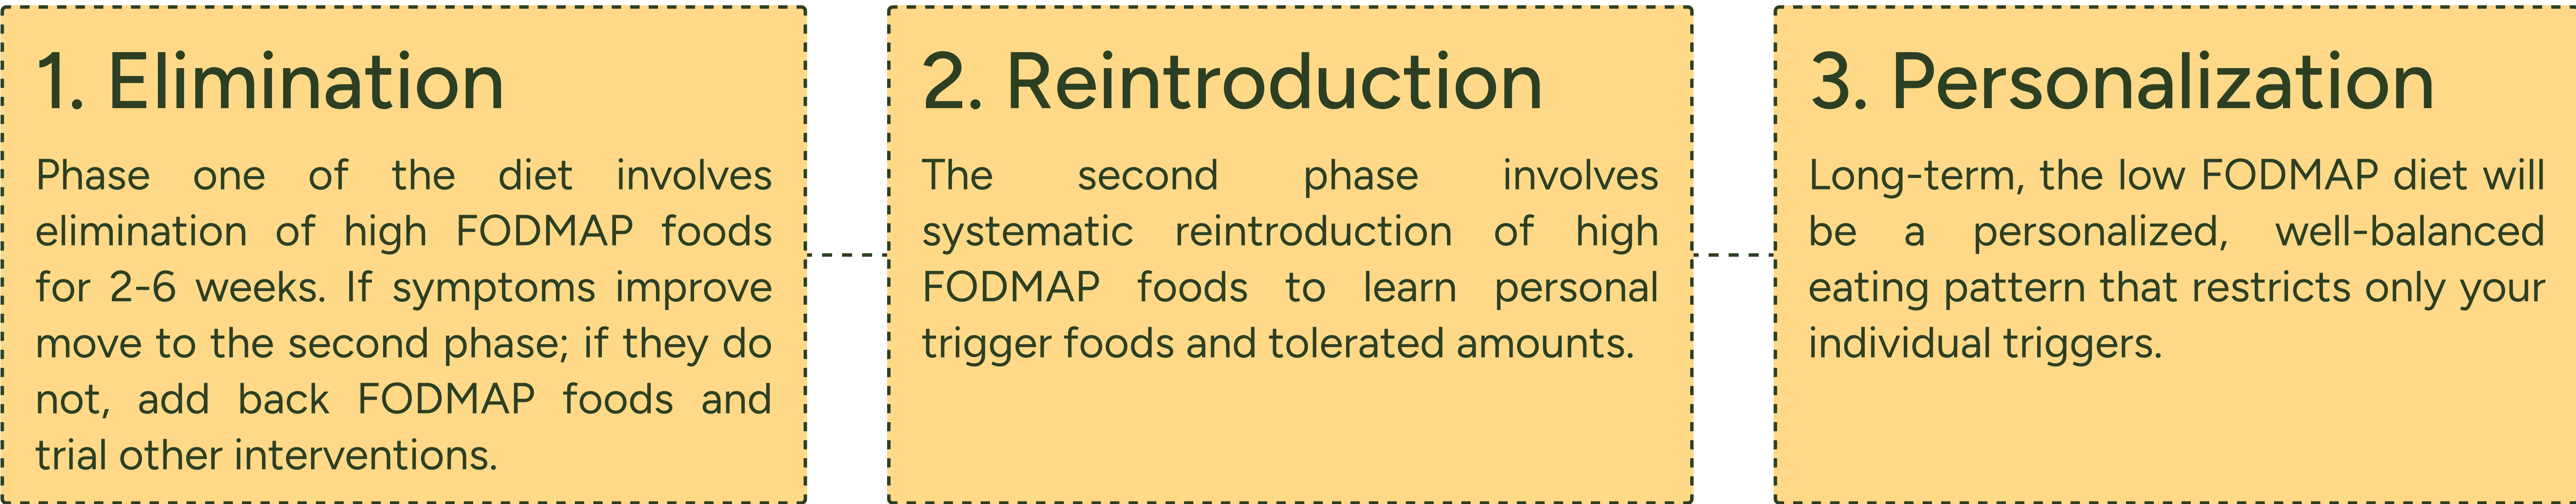 1. Elimination
Phase one of the diet involves
elimination of high FODMAP foods
for 2-6 weeks. If symptoms improve
move to the second phase; if they do
not, add back FODMAP foods and
trial other interventions.
2. Reintroduction
The second phase involves
systematic reintroduction of high
FODMAP foods to learn personal
trigger foods and tolerated amounts.
3. Personalization
Long-term, the low FODMAP diet will
be a personalized, well-balanced
eating pattern that restricts only your
individual triggers.